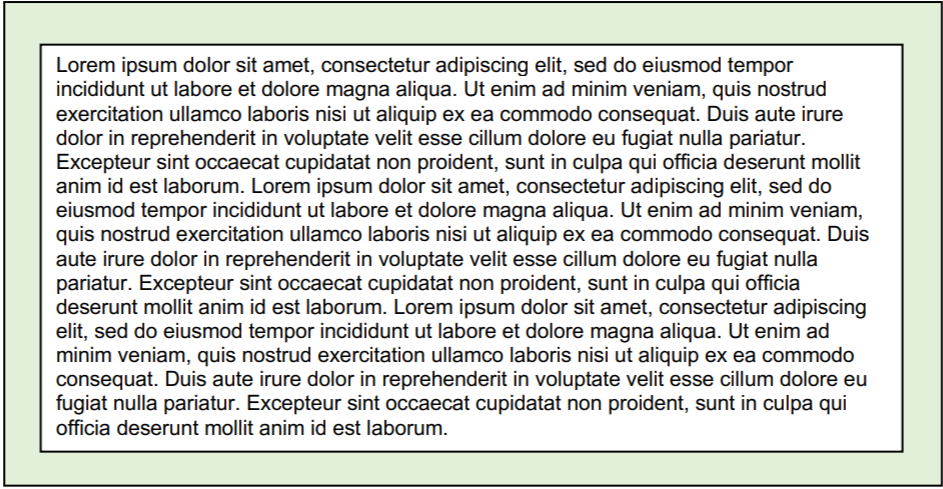 Lorem ipsum dolor sit amet, consectetur adipiscing elit, sed do eiusmod tempor
incididunt ut labore et dolore magna aliqua. Ut enim ad minim veniam, quis nostrud
exercitation ullamco laboris nisi ut aliquip ex ea commodo consequat. Duis aute irure
dolor in reprehenderit in voluptate velit esse cillum dolore eu fugiat nulla pariatur.
Excepteur sint occaecat cupidatat non proident, sunt in culpa qui officia deserunt mollit
anim id est laborum. Lorem ipsum dolor sit amet, consectetur adipiscing elit, sed do
eiusmod tempor incididunt ut labore et dolore magna aliqua. Ut enim ad minim veniam,
quis nostrud exercitation ullamco laboris nisi ut aliquip ex ea commodo consequat. Duis
aute irure dolor in reprehenderit in voluptate velit esse cillum dolore eu fugiat nulla
pariatur. Excepteur sint occaecat cupidatat non proident, sunt in culpa qui officia
deserunt mollit anim id est laborum. Lorem ipsum dolor sit amet, consectetur adipiscing
elit, sed do eiusmod tempor incididunt ut labore et dolore magna aliqua. Ut enim ad
minim veniam, quis nostrud exercitation ullamco laboris nisi ut aliquip ex ea commodo
consequat. Duis aute irure dolor in reprehenderit in voluptate velit esse cillum dolore eu
fugiat nulla pariatur. Excepteur sint occaecat cupidatat non proident, sunt in culpa qui
officia deserunt mollit anim id est laborum.